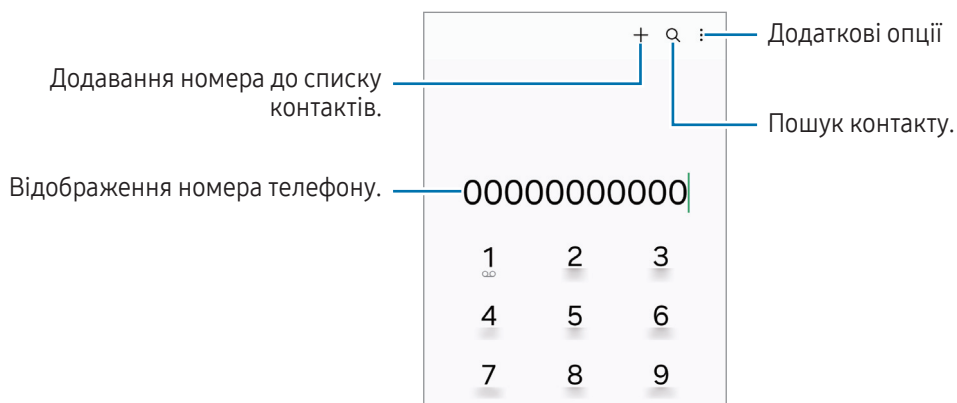 Додаткові опції
Додавання номера до списку
контактів.
Пошук контакту.
Відображення номера телефону.
00000000000
1 2 3
4 5 6
7 8 9